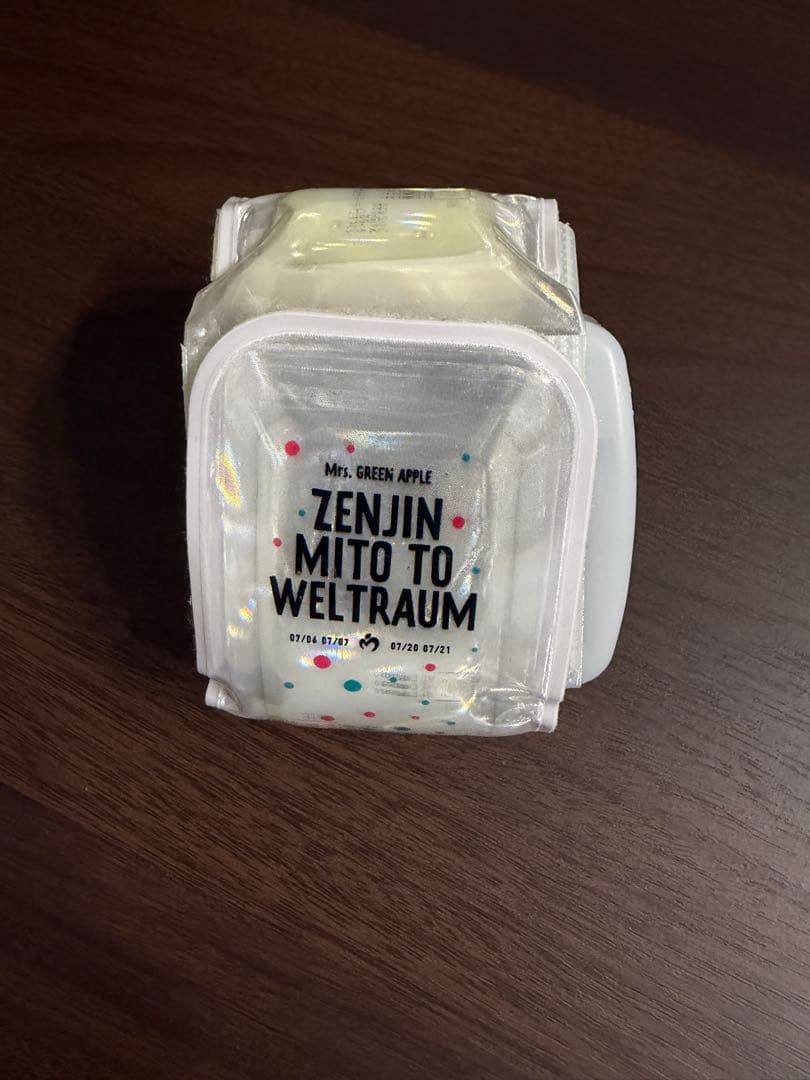 Mrs. GREEN APPLE
ZENJIN
MITO TO
WELTRAUM
07/06 07/07 07/20 07/21